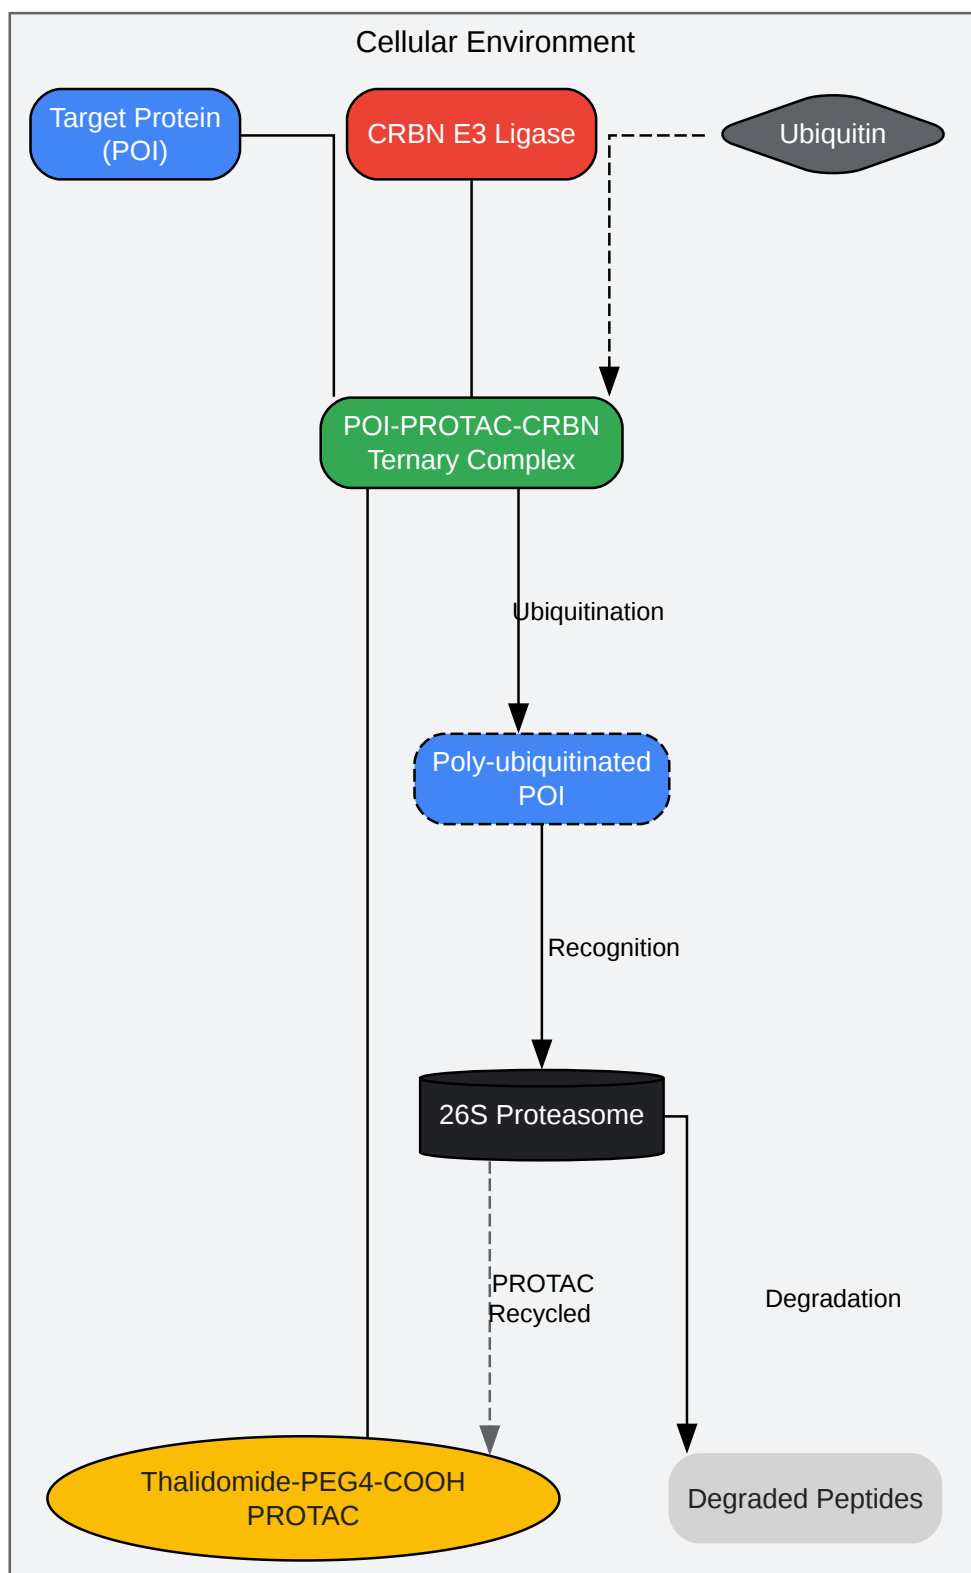 Cellular Environment
Target Protein
(POI)
CRBN E3 Ligase
Ubiquitin
POI-PROTAC-CRBN
Ternary Complex
Ubiquitination
Poly-ubiquitinated
POI
Recognition
26S Proteasome
PROTAC
Recycled
Degradation
Thalidomide-PEG4-COOH
PROTAC
Degraded Peptides